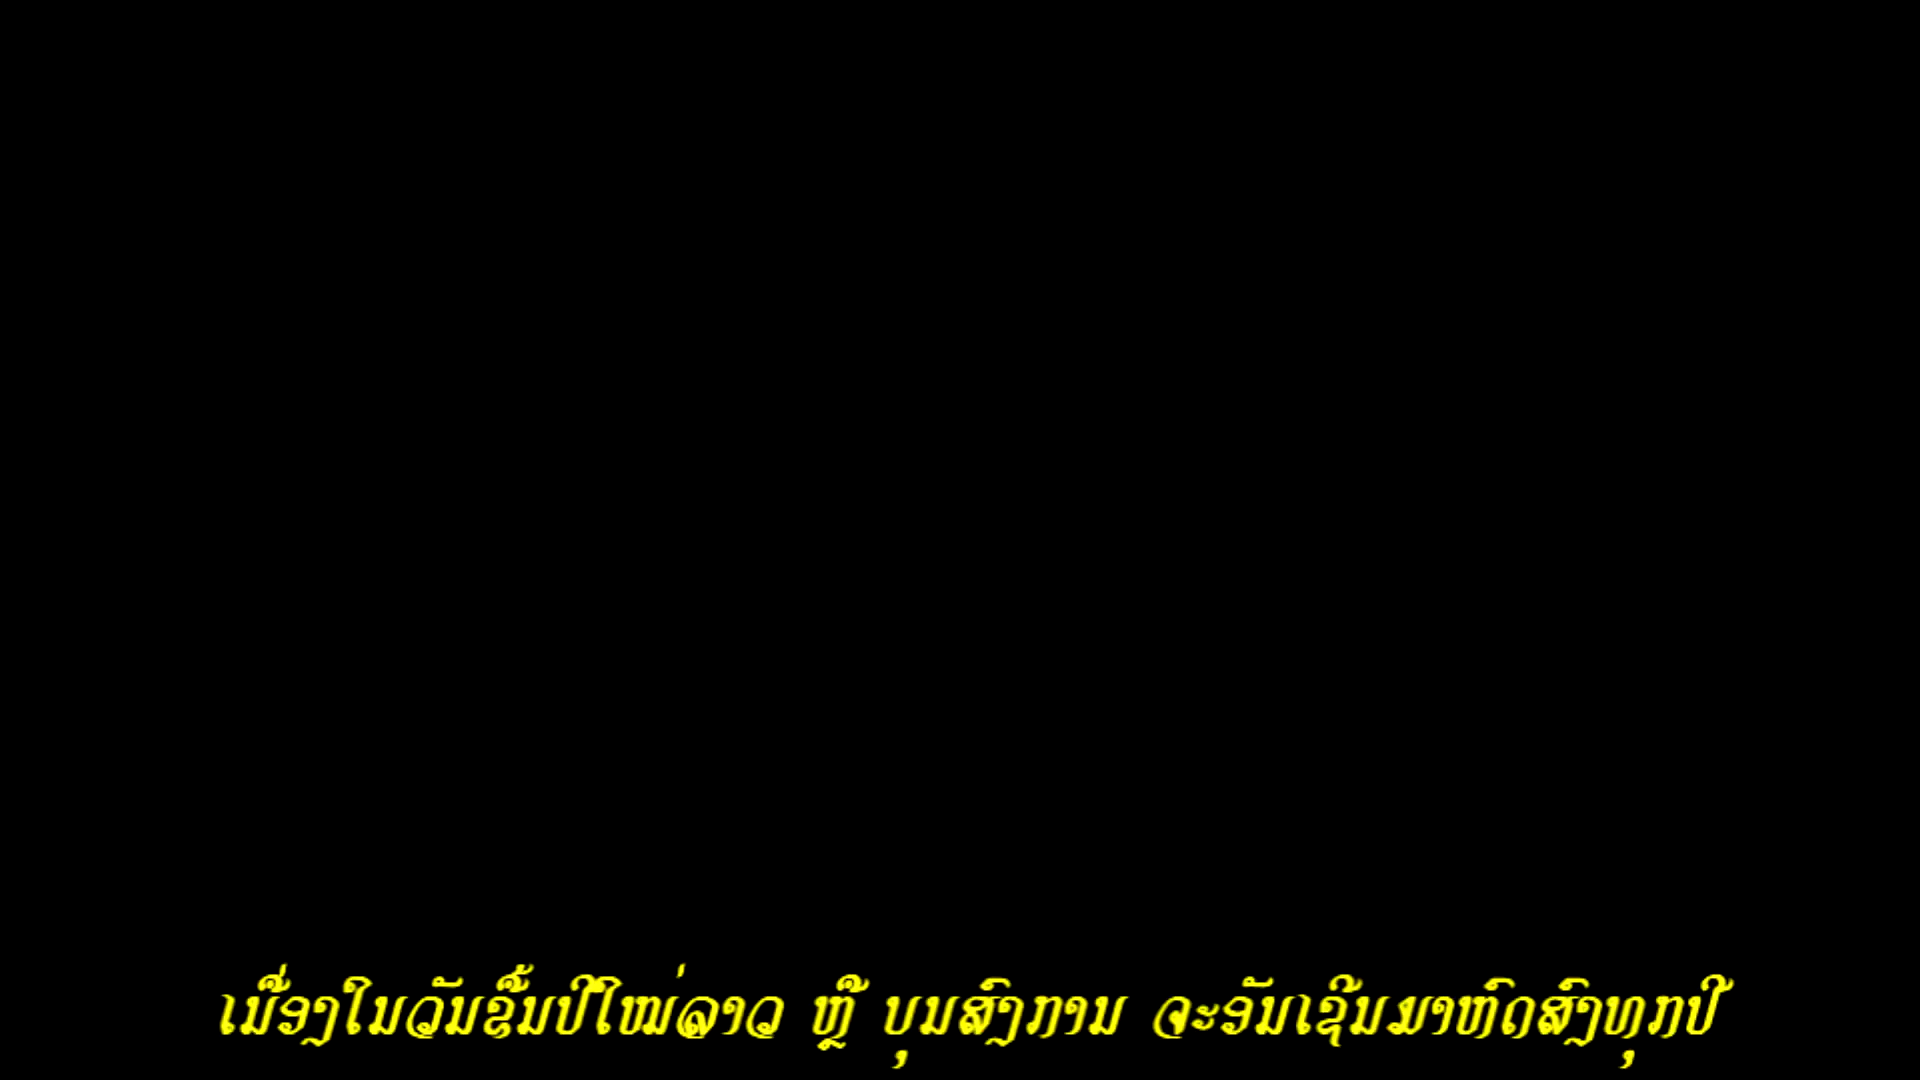 ເນື່ອງໃນວັນຂຶ້ນປີໃໝ່ລາວ ຫຼື ບຸນສົງການ ຈະອັນເຊີນມາຫົດສົງທຸກປີ